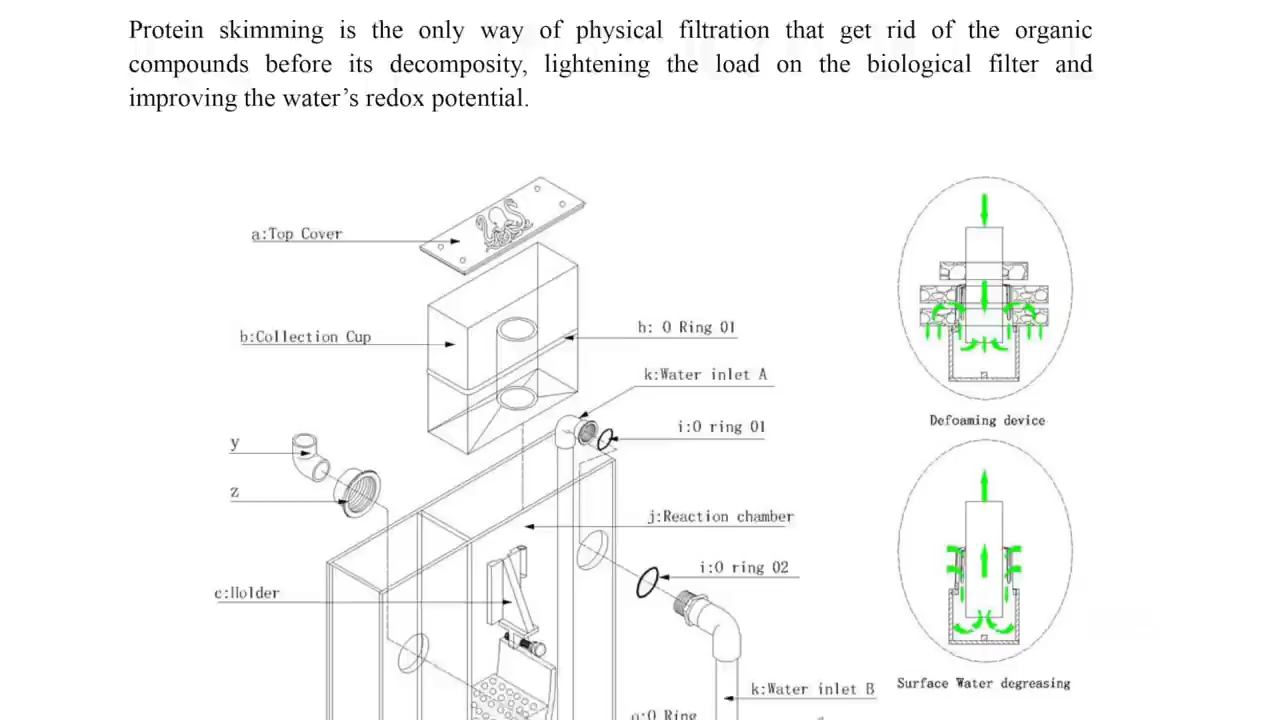 Protein skimming is the only way of physical filtration that get rid of the organic
compounds before its decomposity, lightening the load on the biological filter and
improving the water’s redox potential.
a:Top Cover
b:Collection Cup
h: O Ring 01
k:Water inlet A
i:O ring 01
Defoaming device
y
z
j:Reaction chamber
i:O ring 02
c:Holder
Surface Water degreasing
k:Water inlet B
q:O Ring